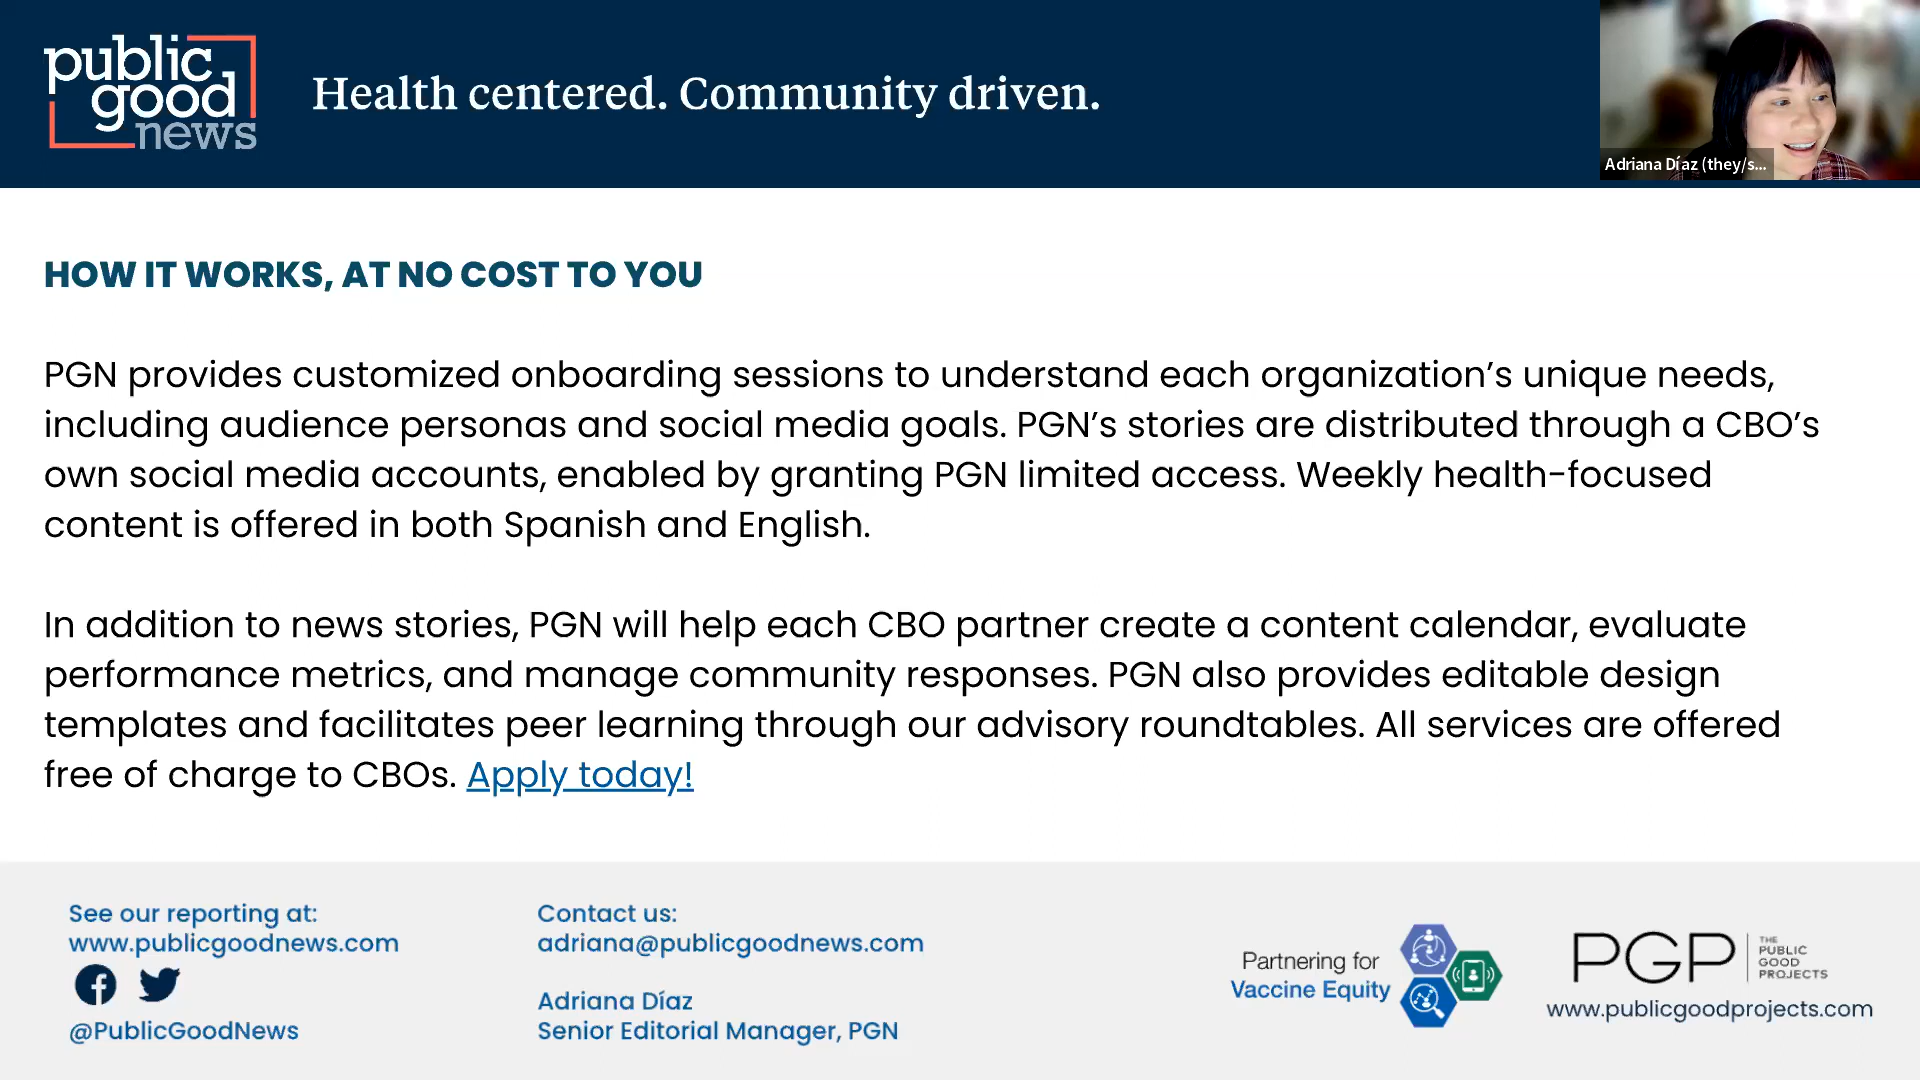 public
good
news
Health centered. Community driven.
Adriana Díaz (they/s...
HOW IT WORKS, AT NO COST TO YOU
PGN provides customized onboarding sessions to understand each organization’s unique needs,
including audience personas and social media goals. PGN’s stories are distributed through a CBO’s
own social media accounts, enabled by granting PGN limited access. Weekly health-focused
content is offered in both Spanish and English.
In addition to news stories, PGN will help each CBO partner create a content calendar, evaluate
performance metrics, and manage community responses. PGN also provides editable design
templates and facilitates peer learning through our advisory roundtables. All services are offered
free of charge to CBOs. Apply today!
See our reporting at:
www.publicgoodnews.com
@PublicGoodNews
Contact us:
adriana@publicgoodnews.com
Adriana Díaz
Senior Editorial Manager, PGN
Partnering for
Vaccine Equity
PGP
THE
PUBLIC
GOOD
PROJECTS
www.publicgoodprojects.com